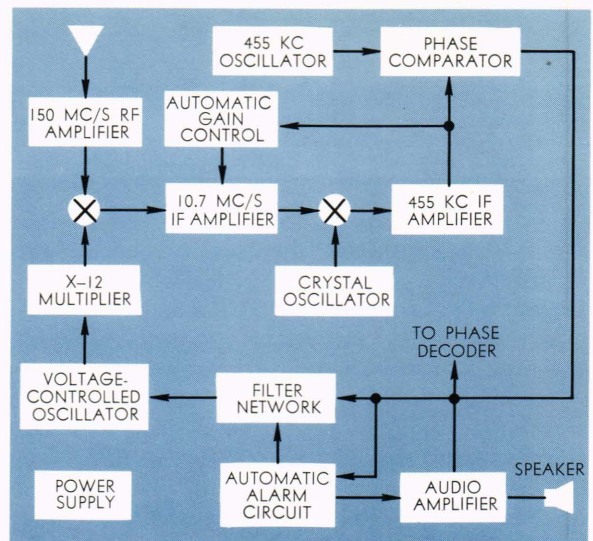 455 KC
OSCILLATOR
PHASE
COMPARATOR
150 MC/S RF
AMPLIFIER
AUTOMATIC
GAIN
CONTROL
10.7 MC/S
IF AMPLIFIER
455 KC IF
AMPLIFIER
X-12
MULTIPLIER
CRYSTAL
OSCILLATOR
TO PHASE
DECODER
VOLTAGE-
CONTROLLED
OSCILLATOR
FILTER
NETWORK
POWER
SUPPLY
AUTOMATIC
ALARM
CIRCUIT
AUDIO
AMPLIFIER
SPEAKER